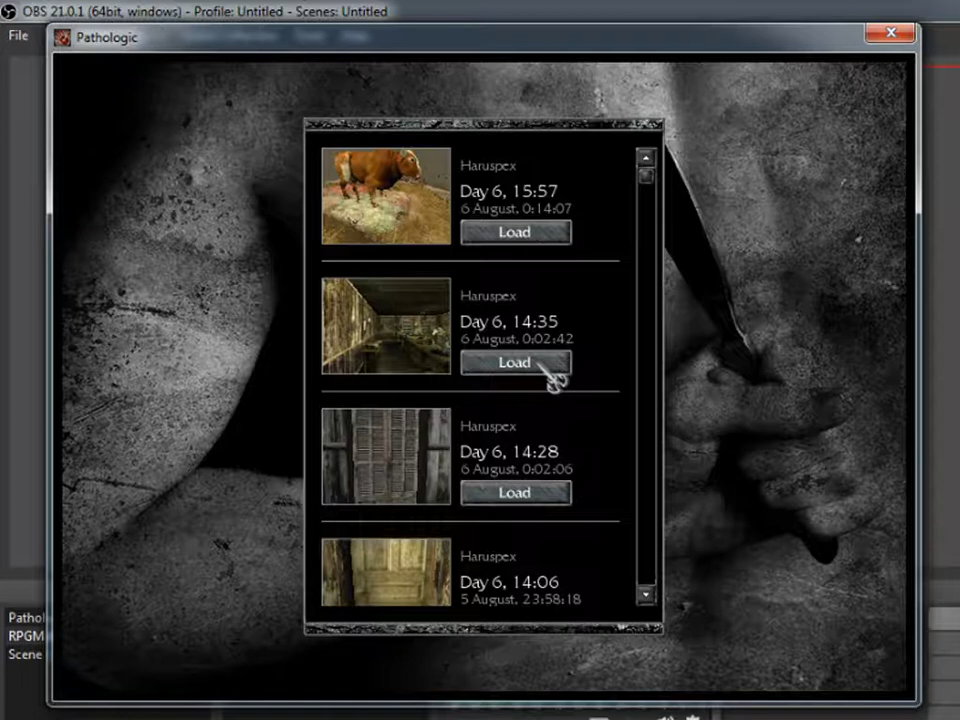 OBS 21.0.1 (64bit, windows) - Profile: Untitled - Scenes: Untitled
File
Pathologic
Haruspex
Day 6, 15:57
6 August, 0:14:07
Load
Haruspex
Day 6, 14:35
6 August, 0:02:42
Load
Haruspex
Day 6, 14:28
6 August, 0:02:06
Load
Haruspex
Day 6, 14:06
5 August, 23:58:18
Pathol
RPGM
Scene